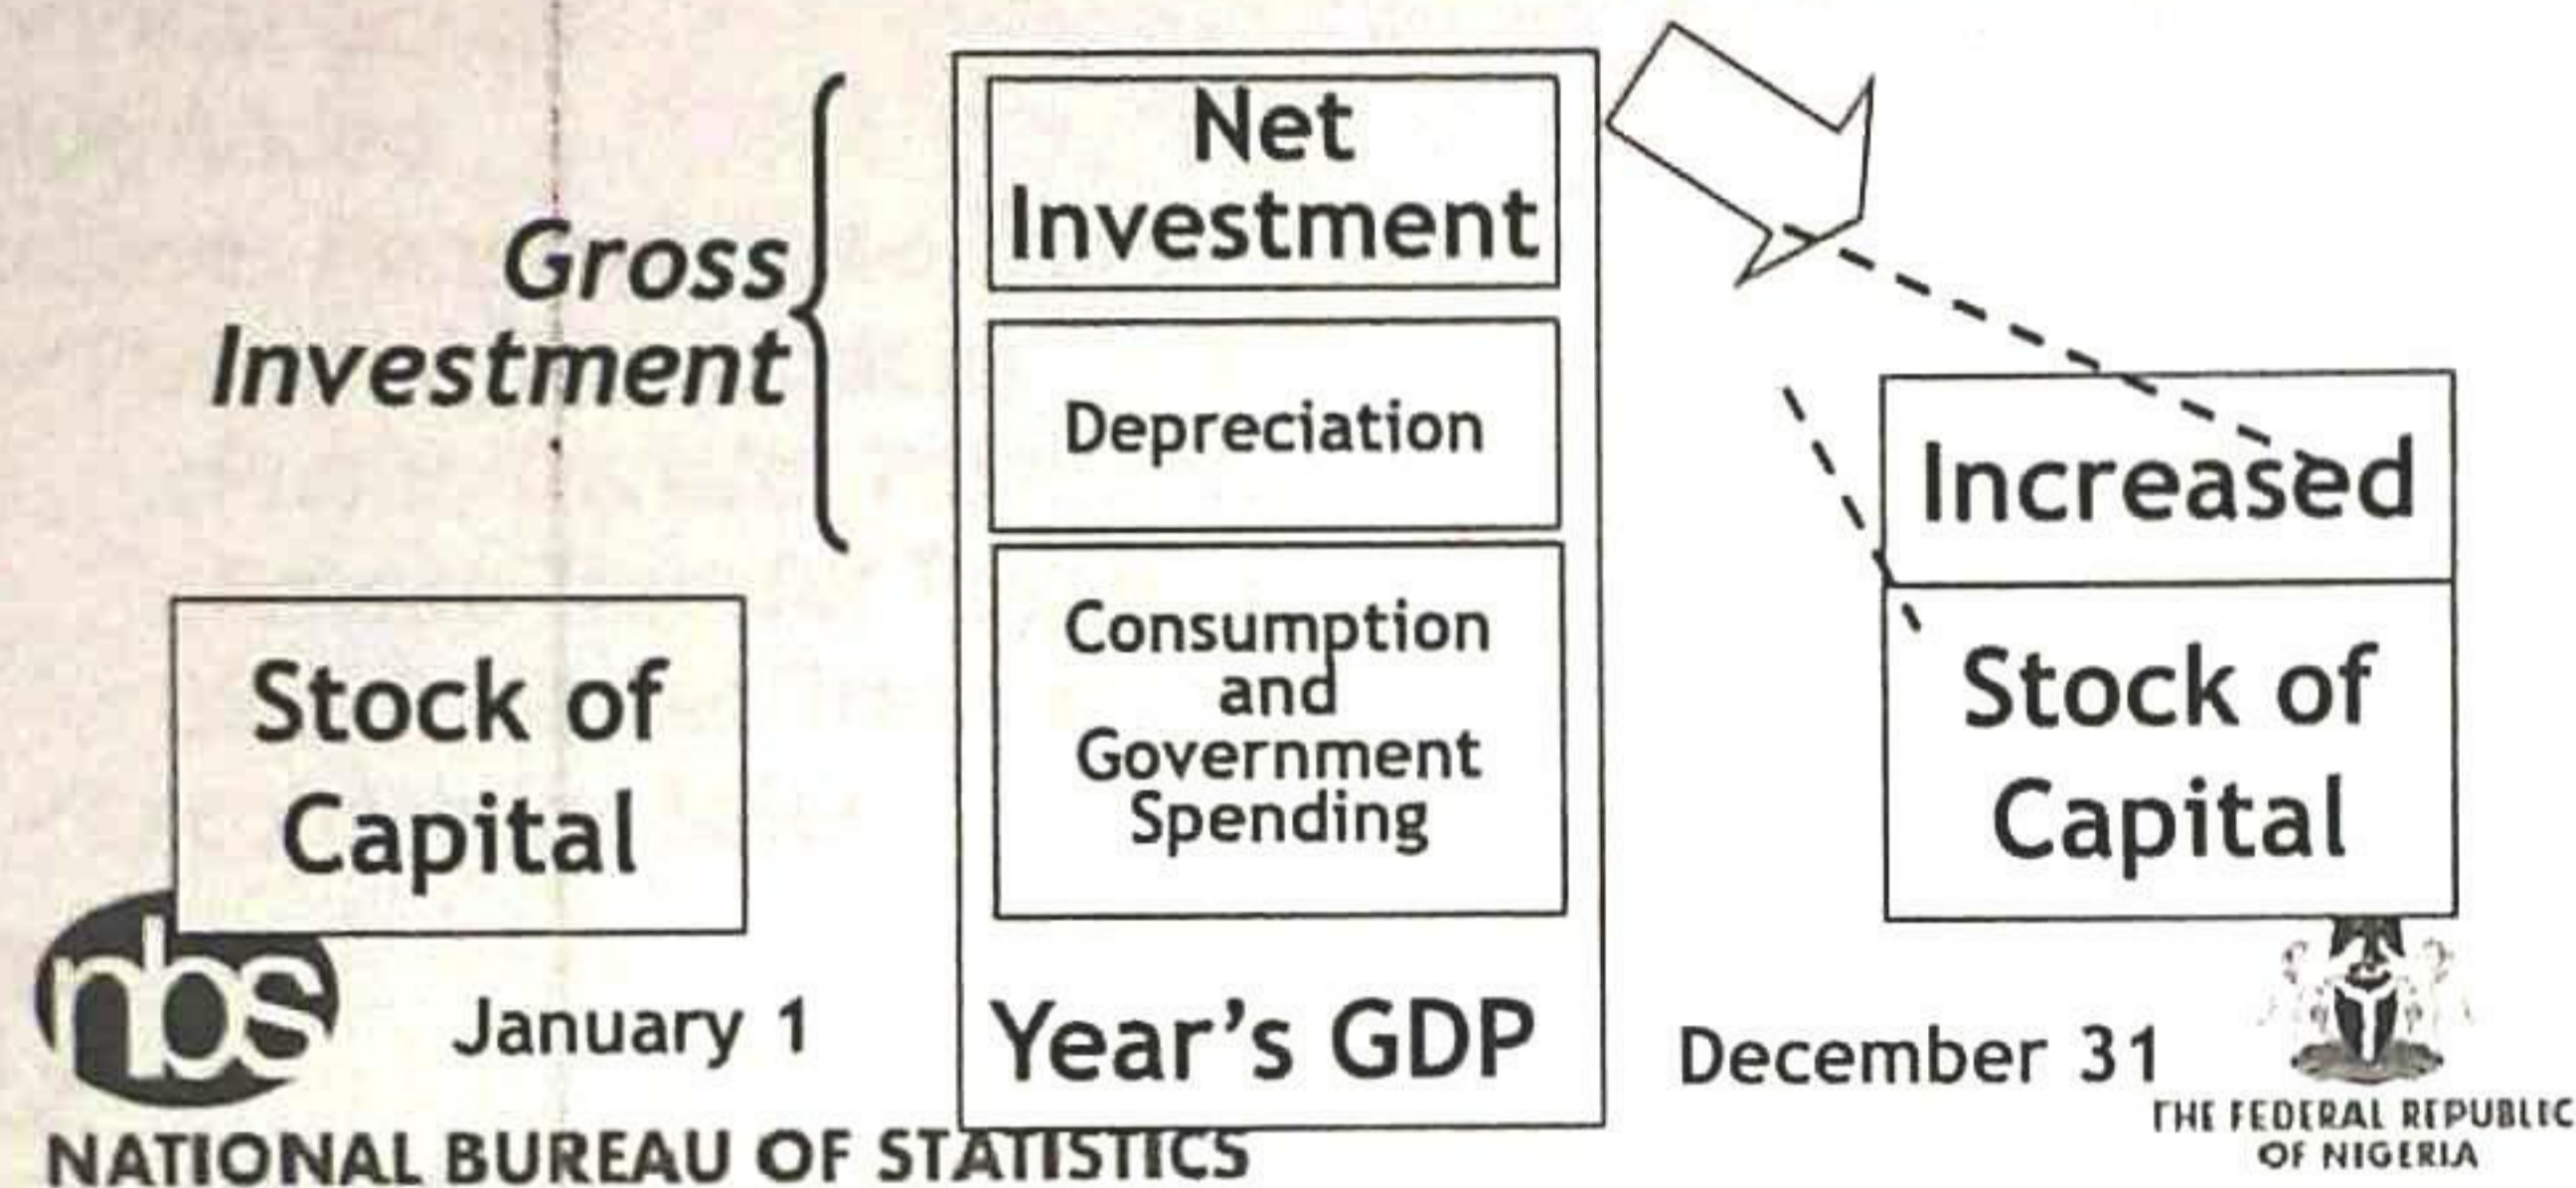 Gross
Investment
Net
Investment
Depreciation
Consumption
and
Government
Spending
Year's GDP
Stock of
Capital
January 1
Increased
Stock of
Capital
December 31
nbs
NATIONAL BUREAU OF STATISTICS
THE FEDERAL REPUBLIC
OF NIGERIA